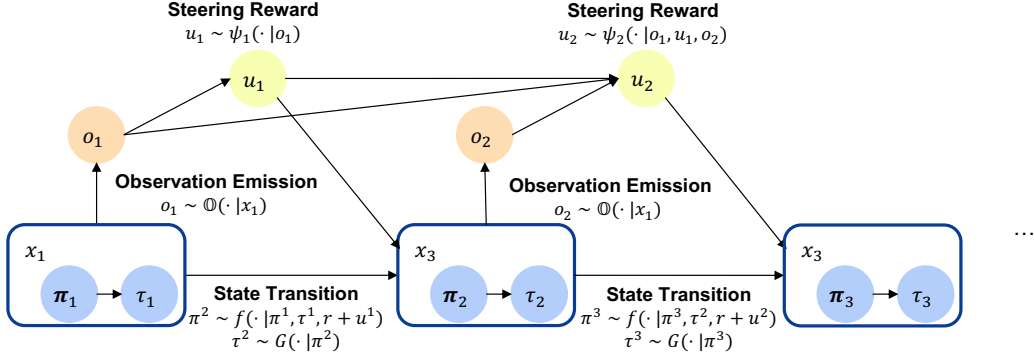 Steering Reward
u₁ ~ ψ₁(· |o₁)
Steering Reward
u₂ ~ ψ₂(· |o₁, u₁, o₂)
u₁
u₂
o₁
o₂
Observation Emission
o₁ ~ 𝕆(· |x₁)
Observation Emission
o₂ ~ 𝕆(· |x₁)
x₁
π₁
τ₁
x₃
π₂
τ₂
x₃
π₃
τ₃
...
State Transition
π² ~ f(· |π¹, τ¹, r + u¹)
τ² ~ G(· |π²)
State Transition
π³ ~ f(· |π³, τ², r + u²)
τ³ ~ G(· |π³)